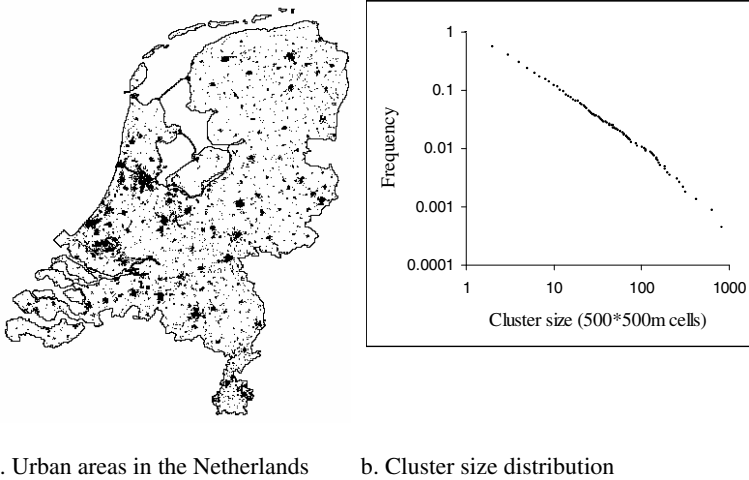 1
0.1
0.01
0.001
0.0001
Frequency
1 10 100 1000
Cluster size (500*500m cells)
. Urban areas in the Netherlands
b. Cluster size distribution